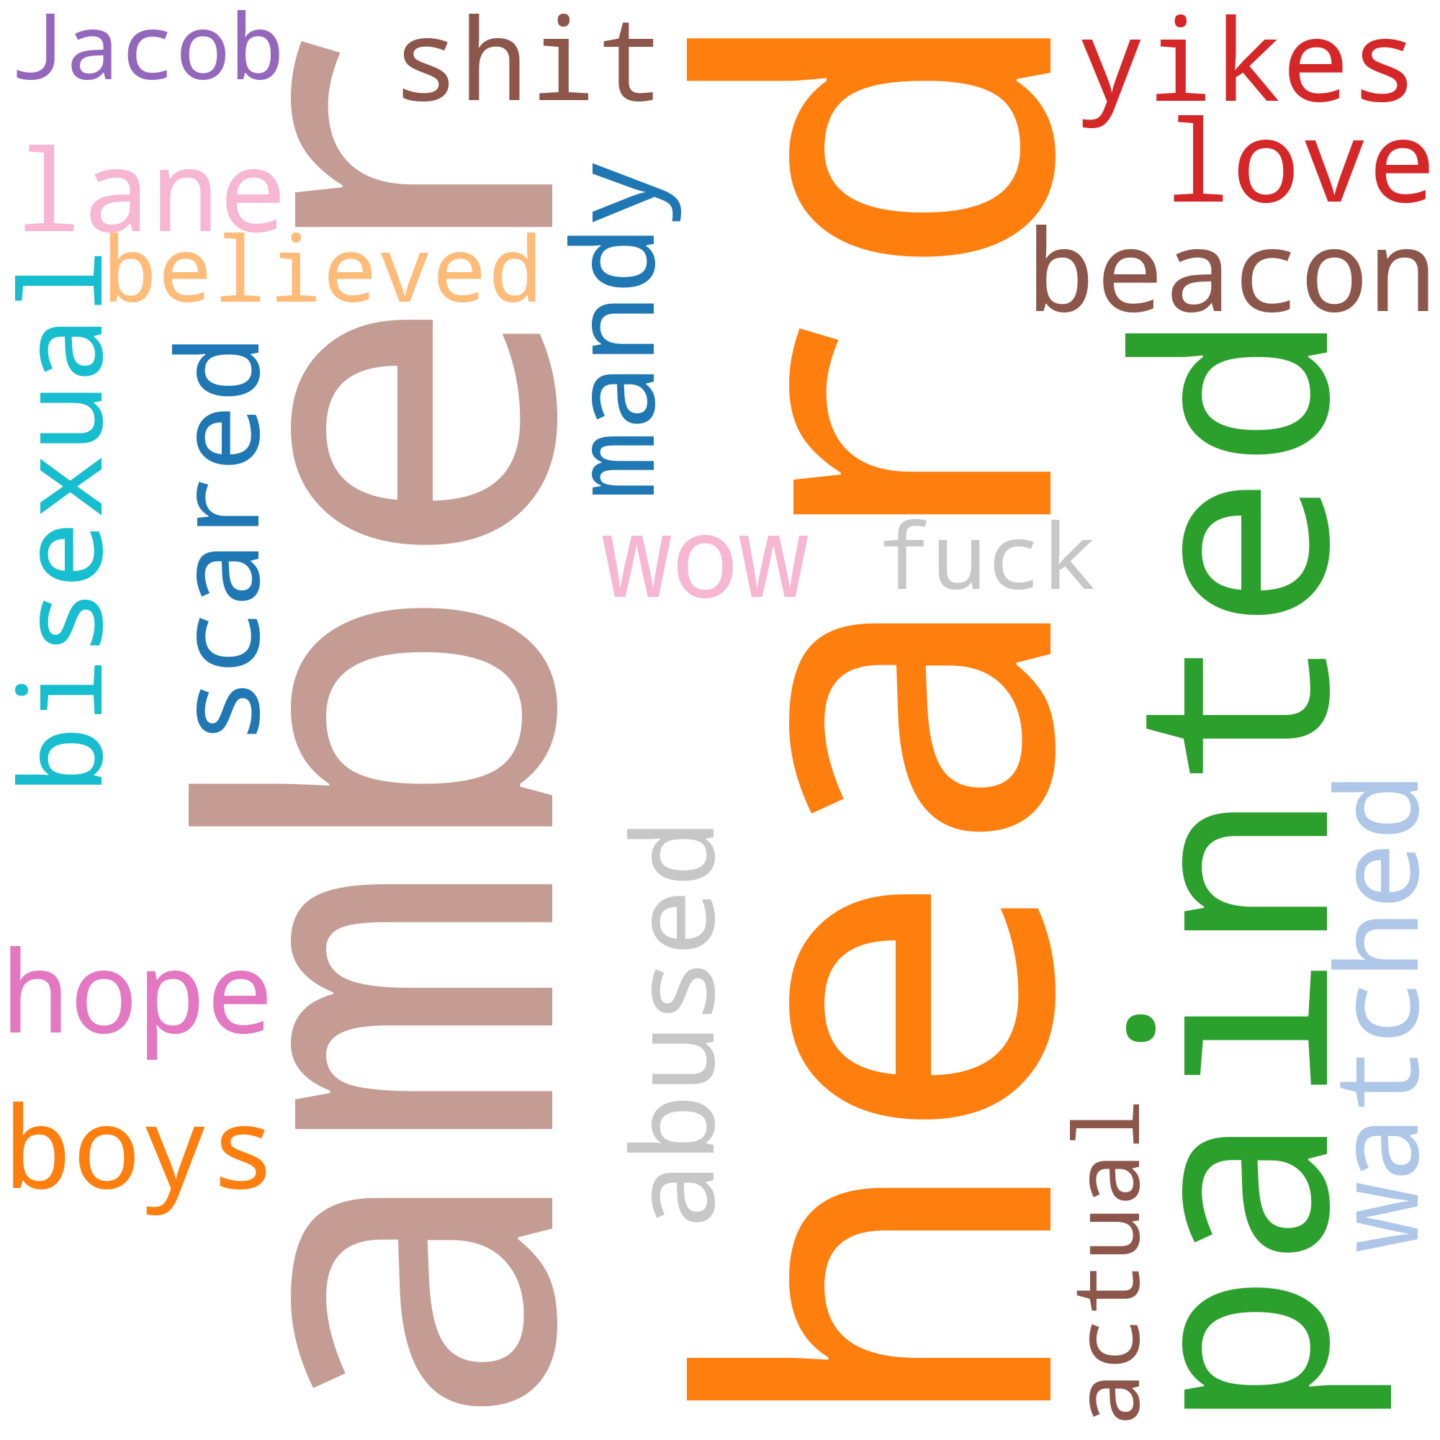 Jacob
shit
yikes
love
lane
believed
beacon
bisexual
scared
amber
mandy
heard
painted
wow
fuck
abused
watched
hope
boys
actual